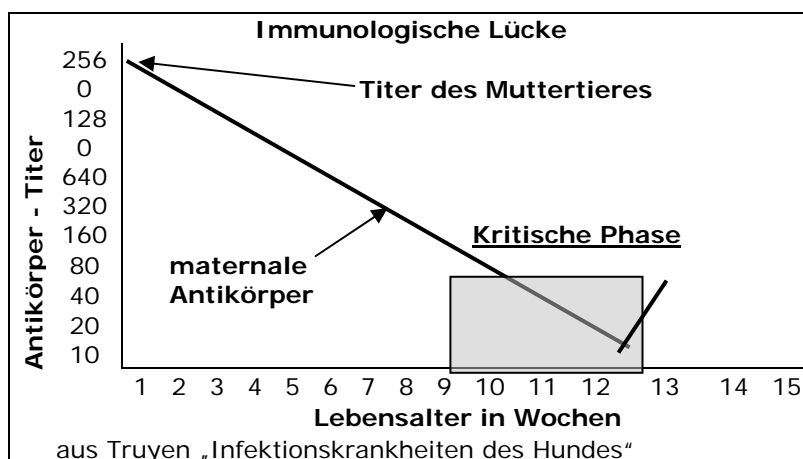 Immunologische Lücke
256
0
128
0
640
320
160
80
40
20
10
Antikörper - Titer
Titer des Muttertieres
Kritische Phase
maternale
Antikörper
1 2 3 4 5 6 7 8 9 10 11 12 13 14 15
Lebensalter in Wochen
aus Truyen „Infektionskrankheiten des Hundes“